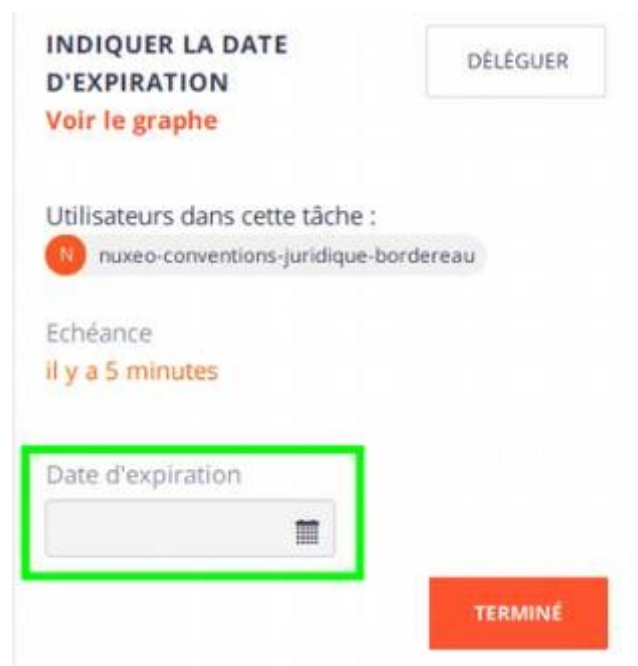 INDIQUER LA DATE
D'EXPIRATION
DÉLÉGUER
Voir le graphe
Utilisateurs dans cette tâche :
N nuxeo-conventions-juridique-bordereau
Echéance
il y a 5 minutes
Date d'expiration
TERMINÉ